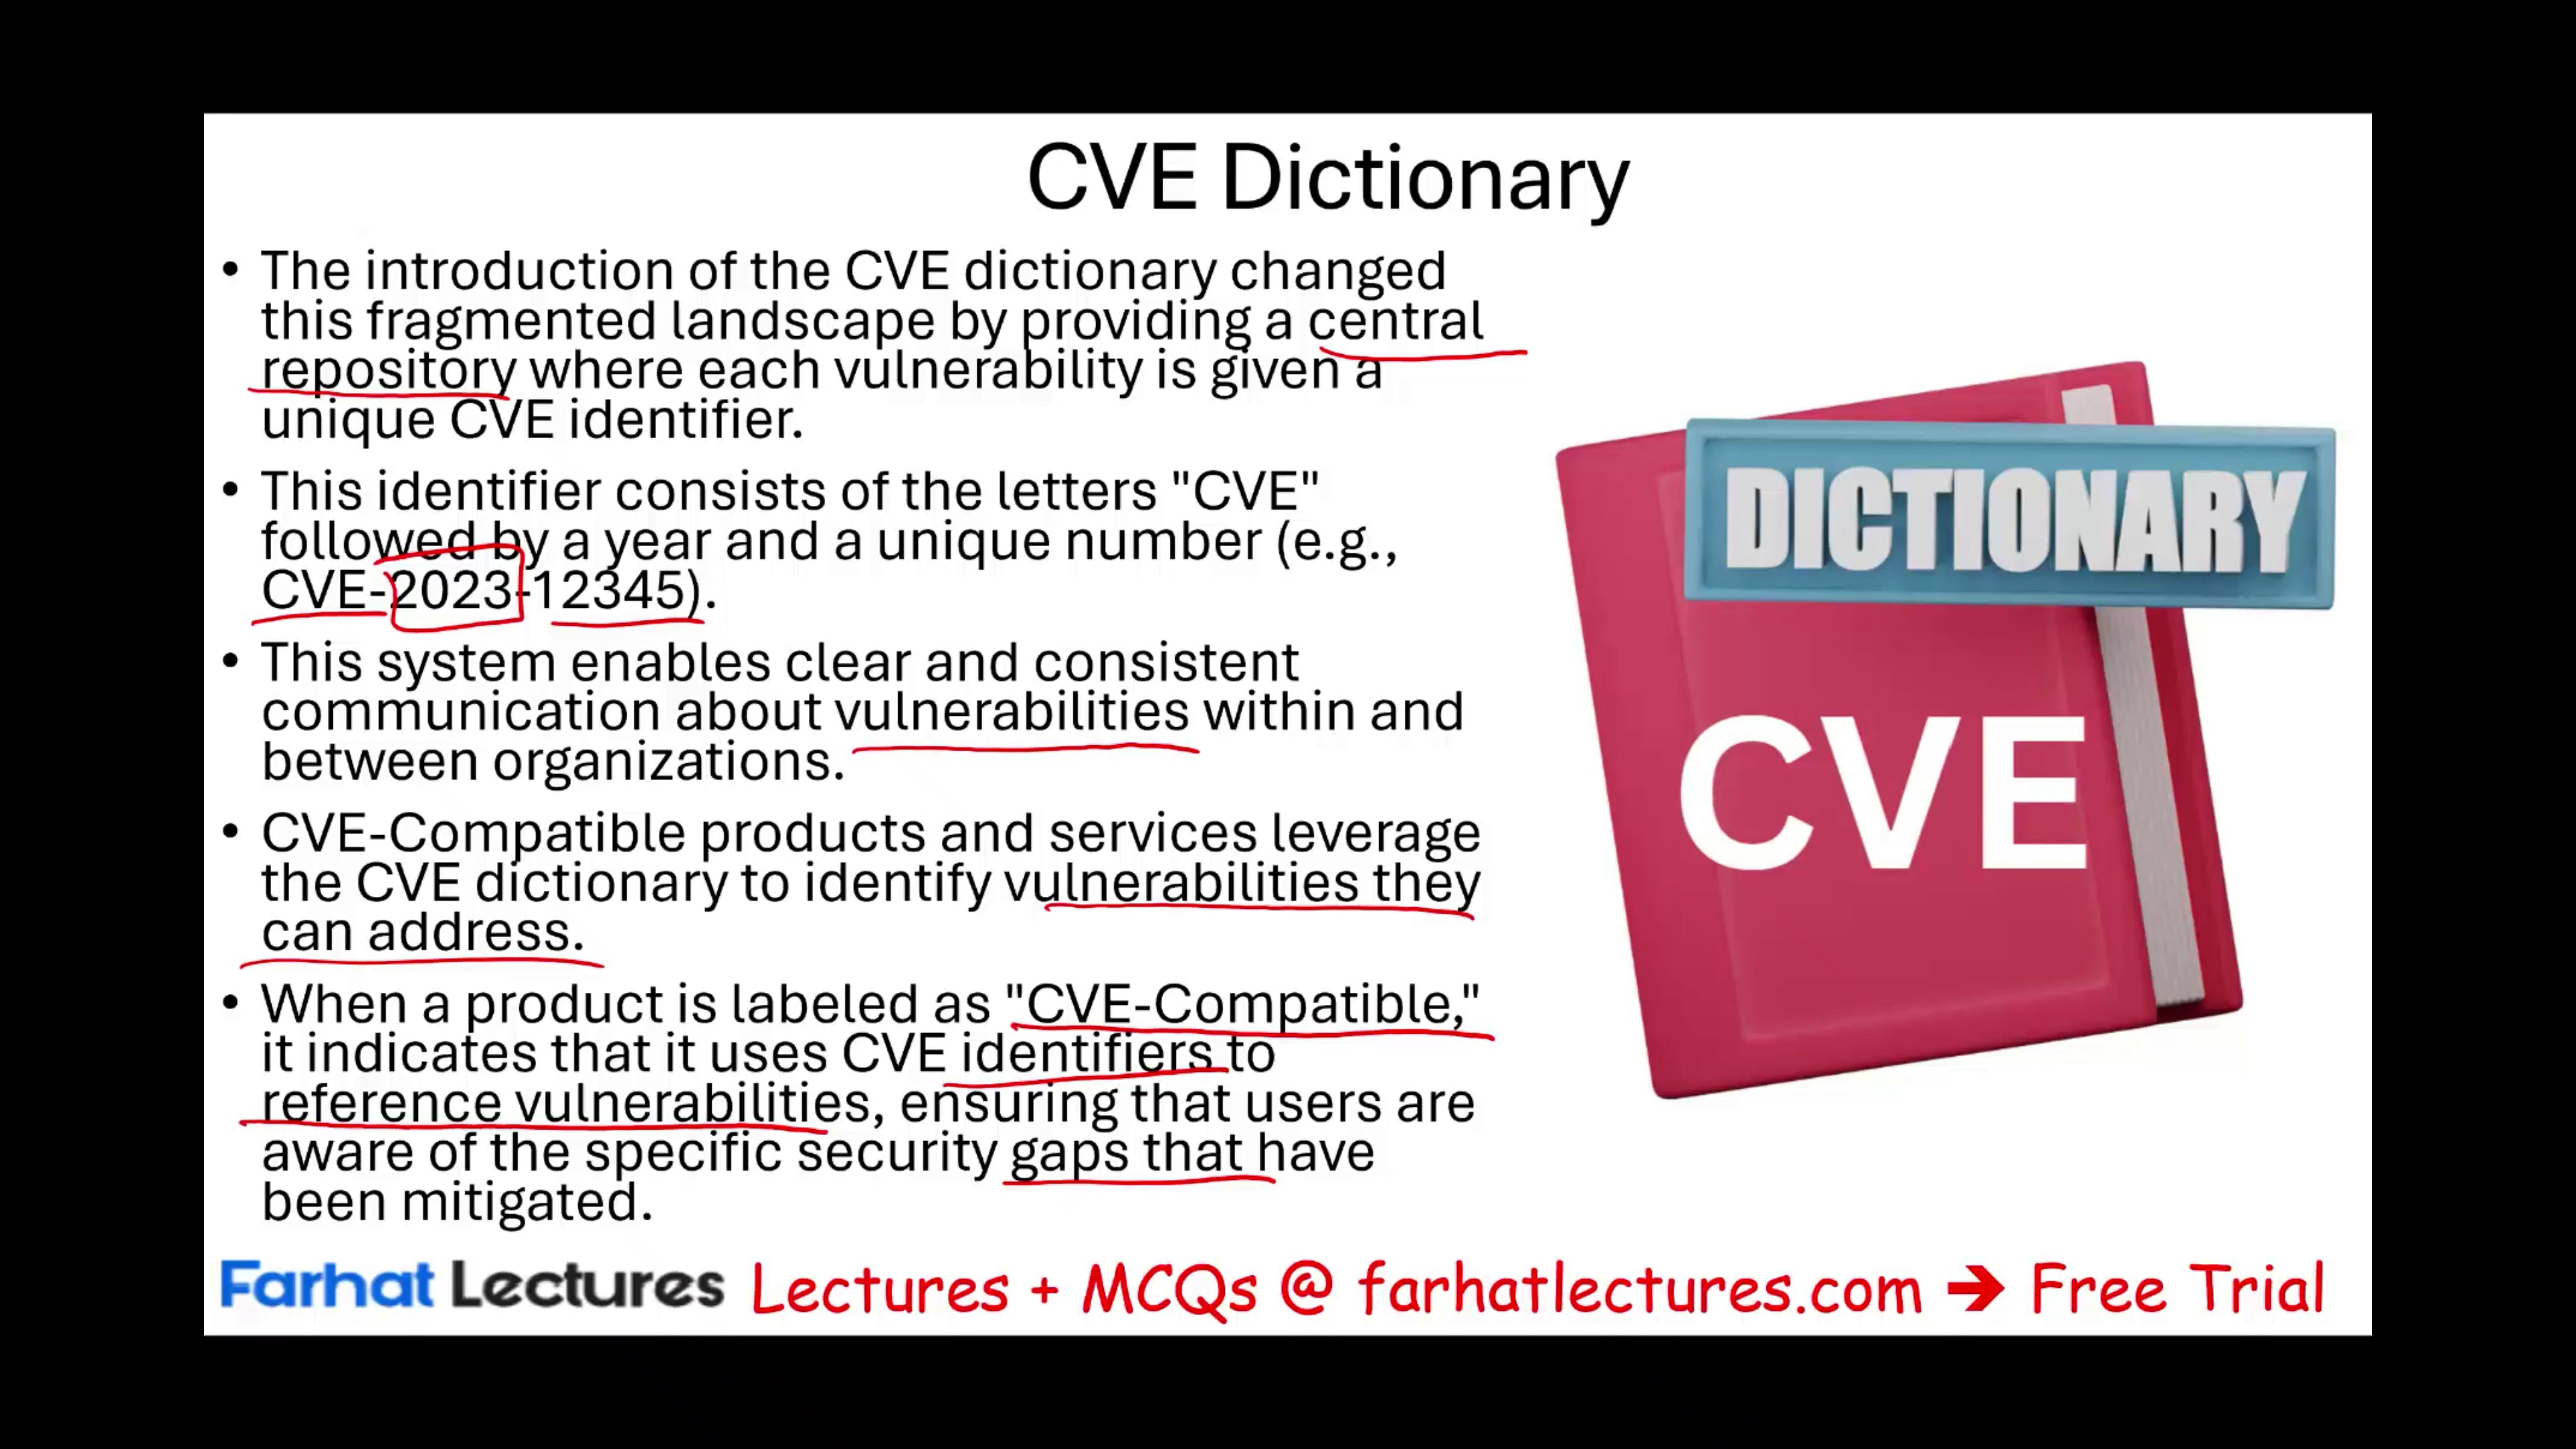 CVE Dictionary
• The introduction of the CVE dictionary changed
this fragmented landscape by providing a central
repository where each vulnerability is given a
unique CVE identifier.
• This identifier consists of the letters "CVE"
followed by a year and a unique number (e.g.,
CVE-2023-12345).
• This system enables clear and consistent
communication about vulnerabilities within and
between organizations.
• CVE-Compatible products and services leverage
the CVE dictionary to identify vulnerabilities they
can address.
• When a product is labeled as "CVE-Compatible,"
it indicates that it uses CVE identifiers to
reference vulnerabilities, ensuring that users are
aware of the specific security gaps that have
been mitigated.
DICTIONARY
CVE
Farhat Lectures Lectures + MCQs @ farhatlectures.com ➔ Free Trial